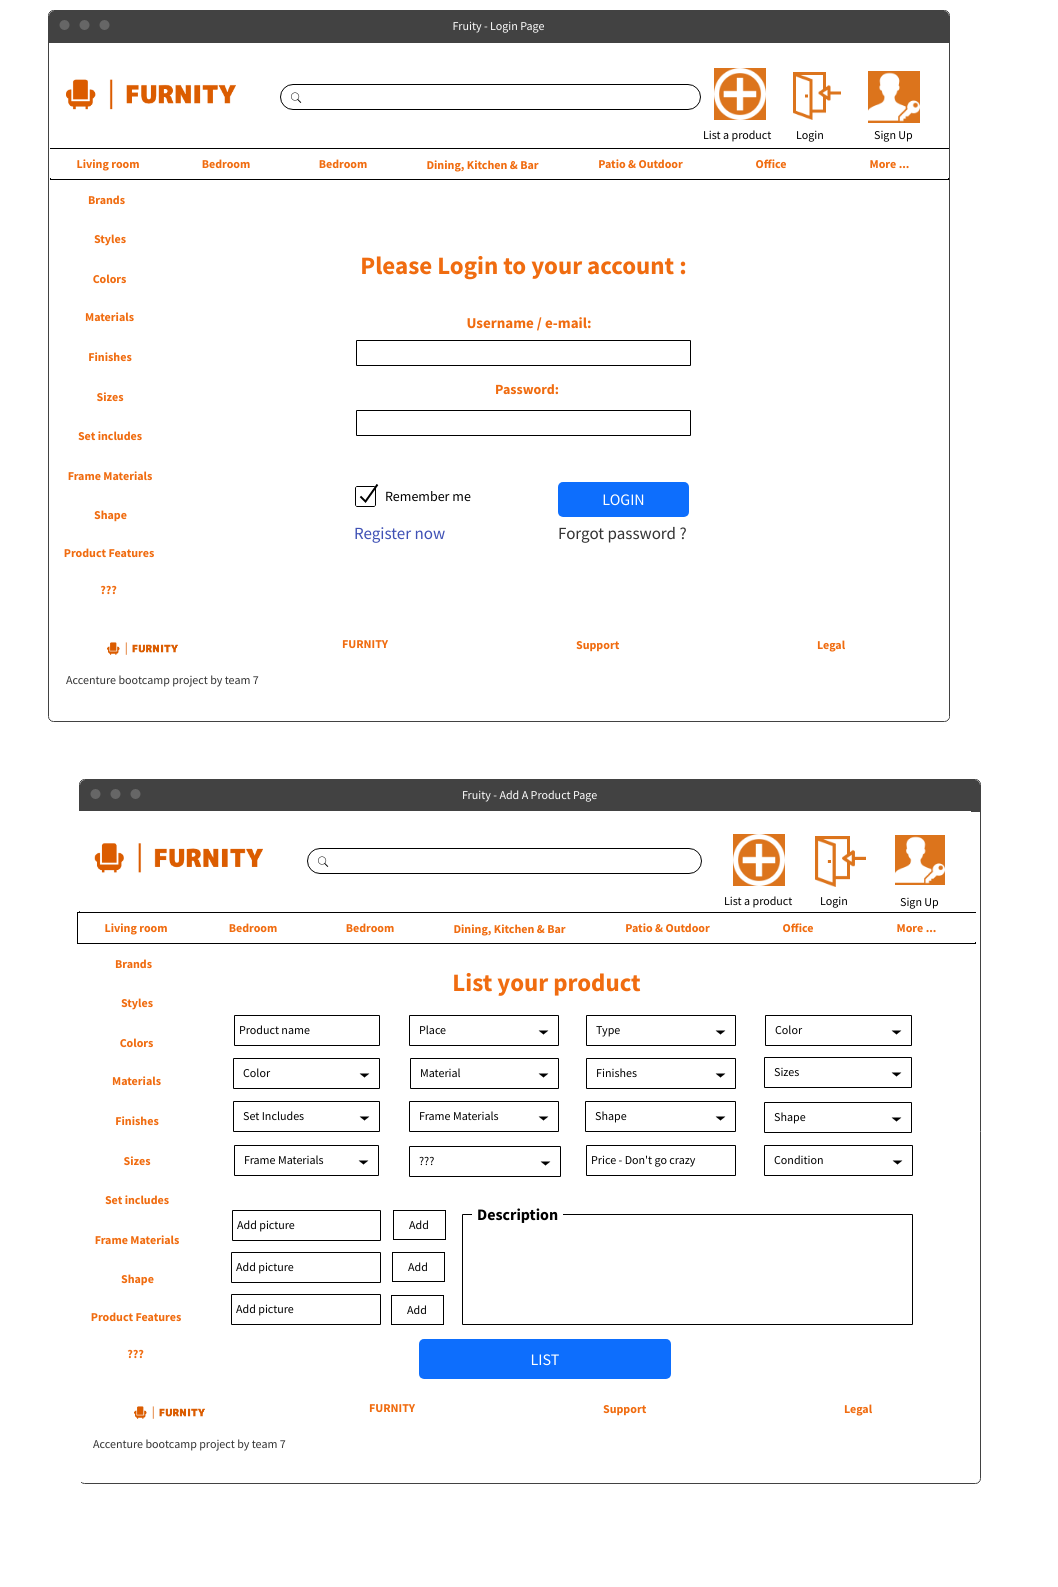 Fruity - Login Page
FURNITY
List a product
Login
Sign Up
Living room
Bedroom
Bedroom
Dining, Kitchen & Bar
Patio & Outdoor
Office
More ...
Brands
Styles
Colors
Materials
Finishes
Sizes
Set includes
Frame Materials
Shape
Product Features
???
Please Login to your account :
Username / e-mail:
Password:
Remember me
LOGIN
Register now
Forgot password ?
FURNITY
FURNITY
Support
Legal
Accenture bootcamp project by team 7
Fruity - Add A Product Page
FURNITY
List a product
Login
Sign Up
Living room
Bedroom
Bedroom
Dining, Kitchen & Bar
Patio & Outdoor
Office
More ...
Brands
Styles
Colors
Materials
Finishes
Sizes
Set includes
Frame Materials
Shape
Product Features
???
List your product
Product name
Place
Type
Color
Color
Material
Finishes
Sizes
Set Includes
Frame Materials
Shape
Shape
Frame Materials
???
Price - Don't go crazy
Condition
Add picture
Add
Add picture
Add
Add picture
Add
Description
LIST
FURNITY
FURNITY
Support
Legal
Accenture bootcamp project by team 7